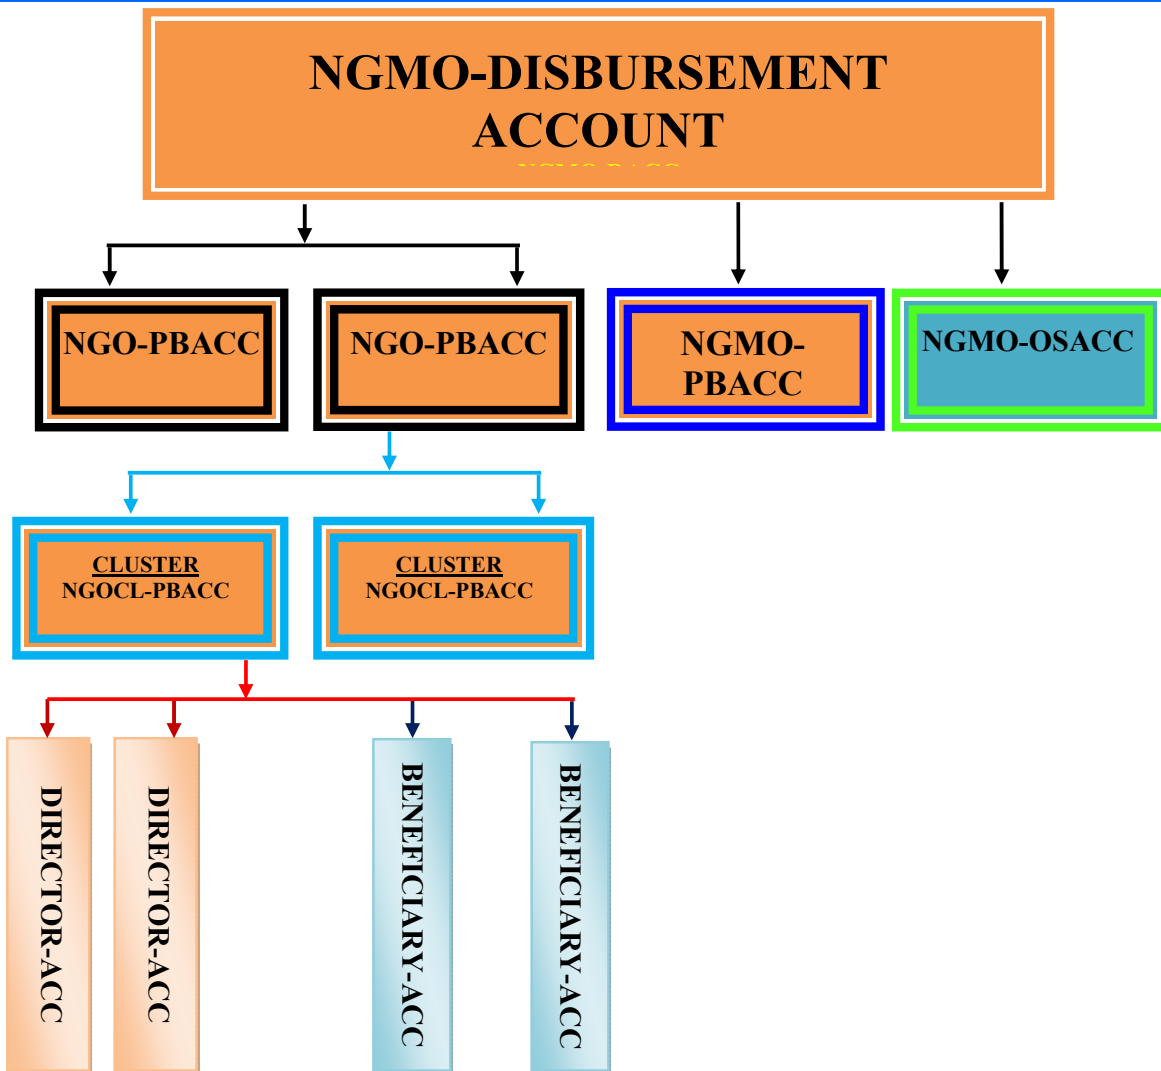 NGMO-DISBURSEMENT
ACCOUNT
NGO-PBACC
NGO-PBACC
NGMO-
PBACC
NGMO-OSACC
CLUSTER
NGOCL-PBACC
CLUSTER
NGOCL-PBACC
DIRECTOR-ACC
DIRECTOR-ACC
BENEFICIARY-ACC
BENEFICIARY-ACC